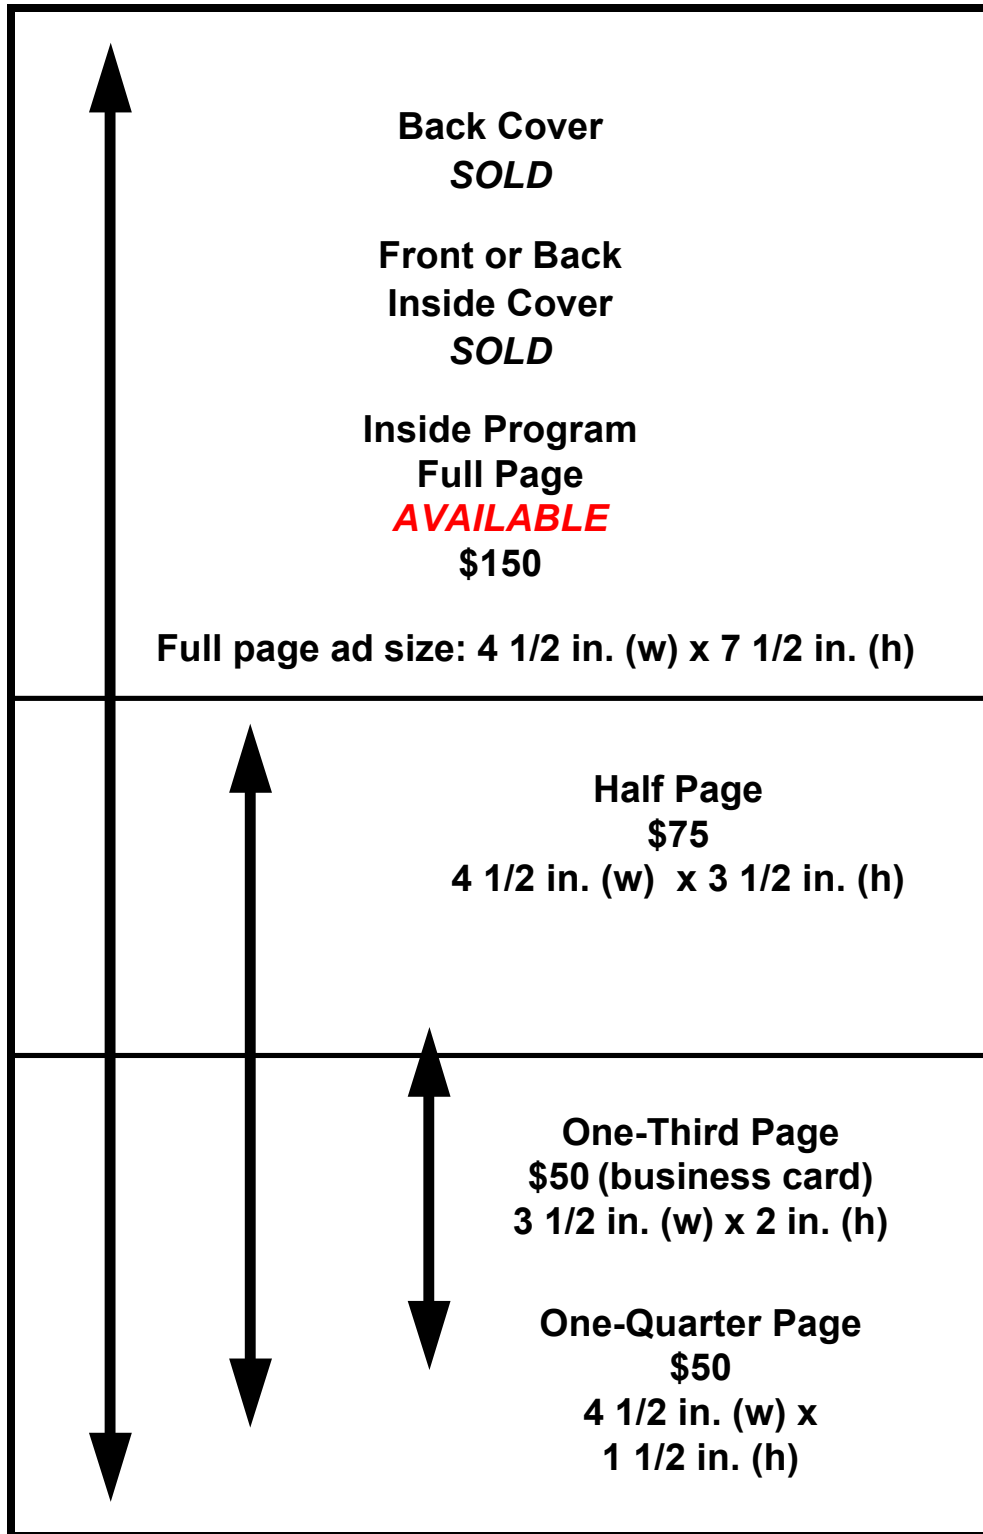 Back Cover
SOLD
Front or Back
Inside Cover
SOLD
Inside Program
Full Page
AVAILABLE
$150
Full page ad size: 4 1/2 in. (w) x 7 1/2 in. (h)
Half Page
$75
4 1/2 in. (w)  x 3 1/2 in. (h)
One-Third Page
$50 (business card)
3 1/2 in. (w) x 2 in. (h)
One-Quarter Page
$50
4 1/2 in. (w) x
1 1/2 in. (h)